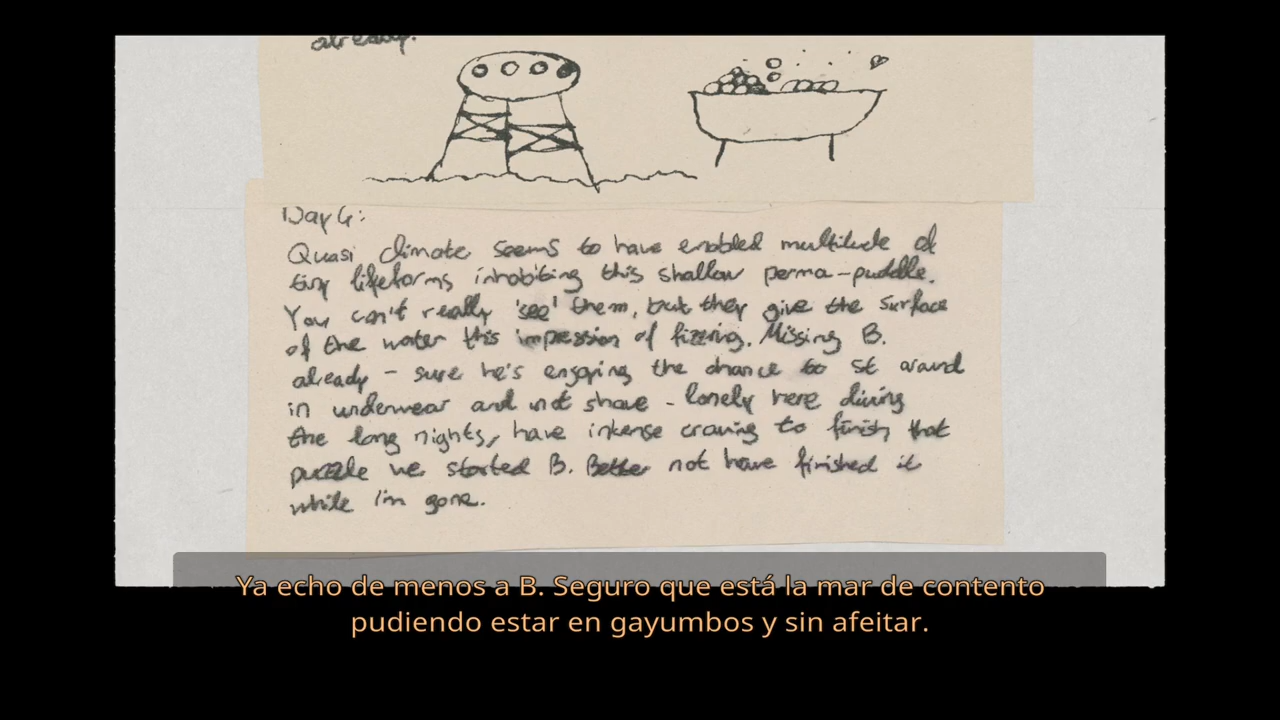 already.
Day 4:
Quasi climate seems to have enabled multitude of
tiny lifeforms inhabiting this shallow perma-puddle.
You can't really 'see' them, but they give the surface
of the water this impression of fizzing. Missing B.
already - sure he's enjoying the chance to sit around
in underwear and not shave - lonely here during
the long nights, have intense craving to finish that
puzzle we started B. Better not have finished it
while I'm gone.
Ya echo de menos a B. Seguro que está la mar de contento
pudiendo estar en gayumbos y sin afeitar.